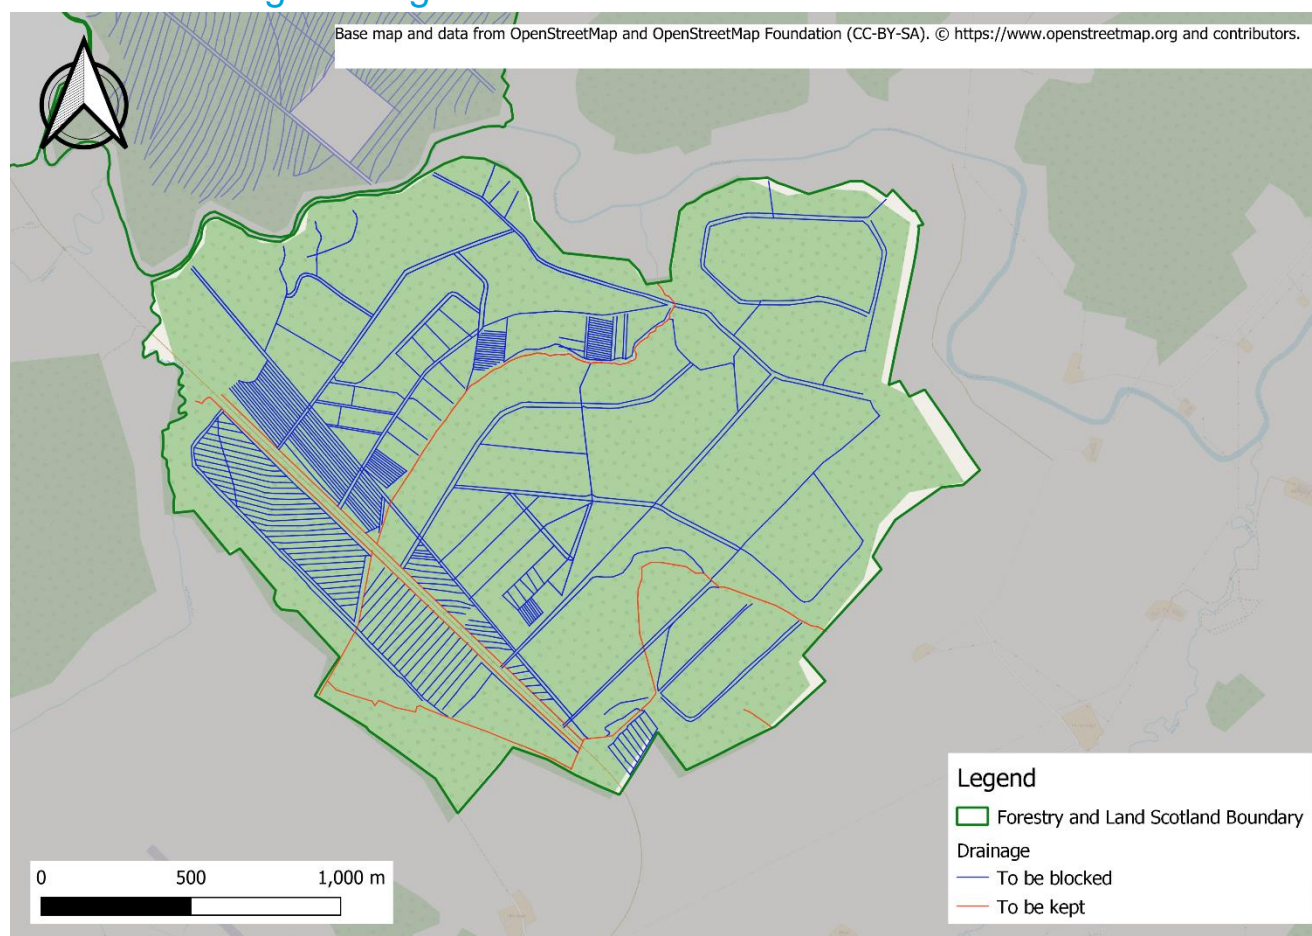 Base map and data from OpenStreetMap and OpenStreetMap Foundation (CC-BY-SA). © https://www.openstreetmap.org and contributors.
Legend
Forestry and Land Scotland Boundary
Drainage
To be blocked
To be kept
0 500 1,000 m